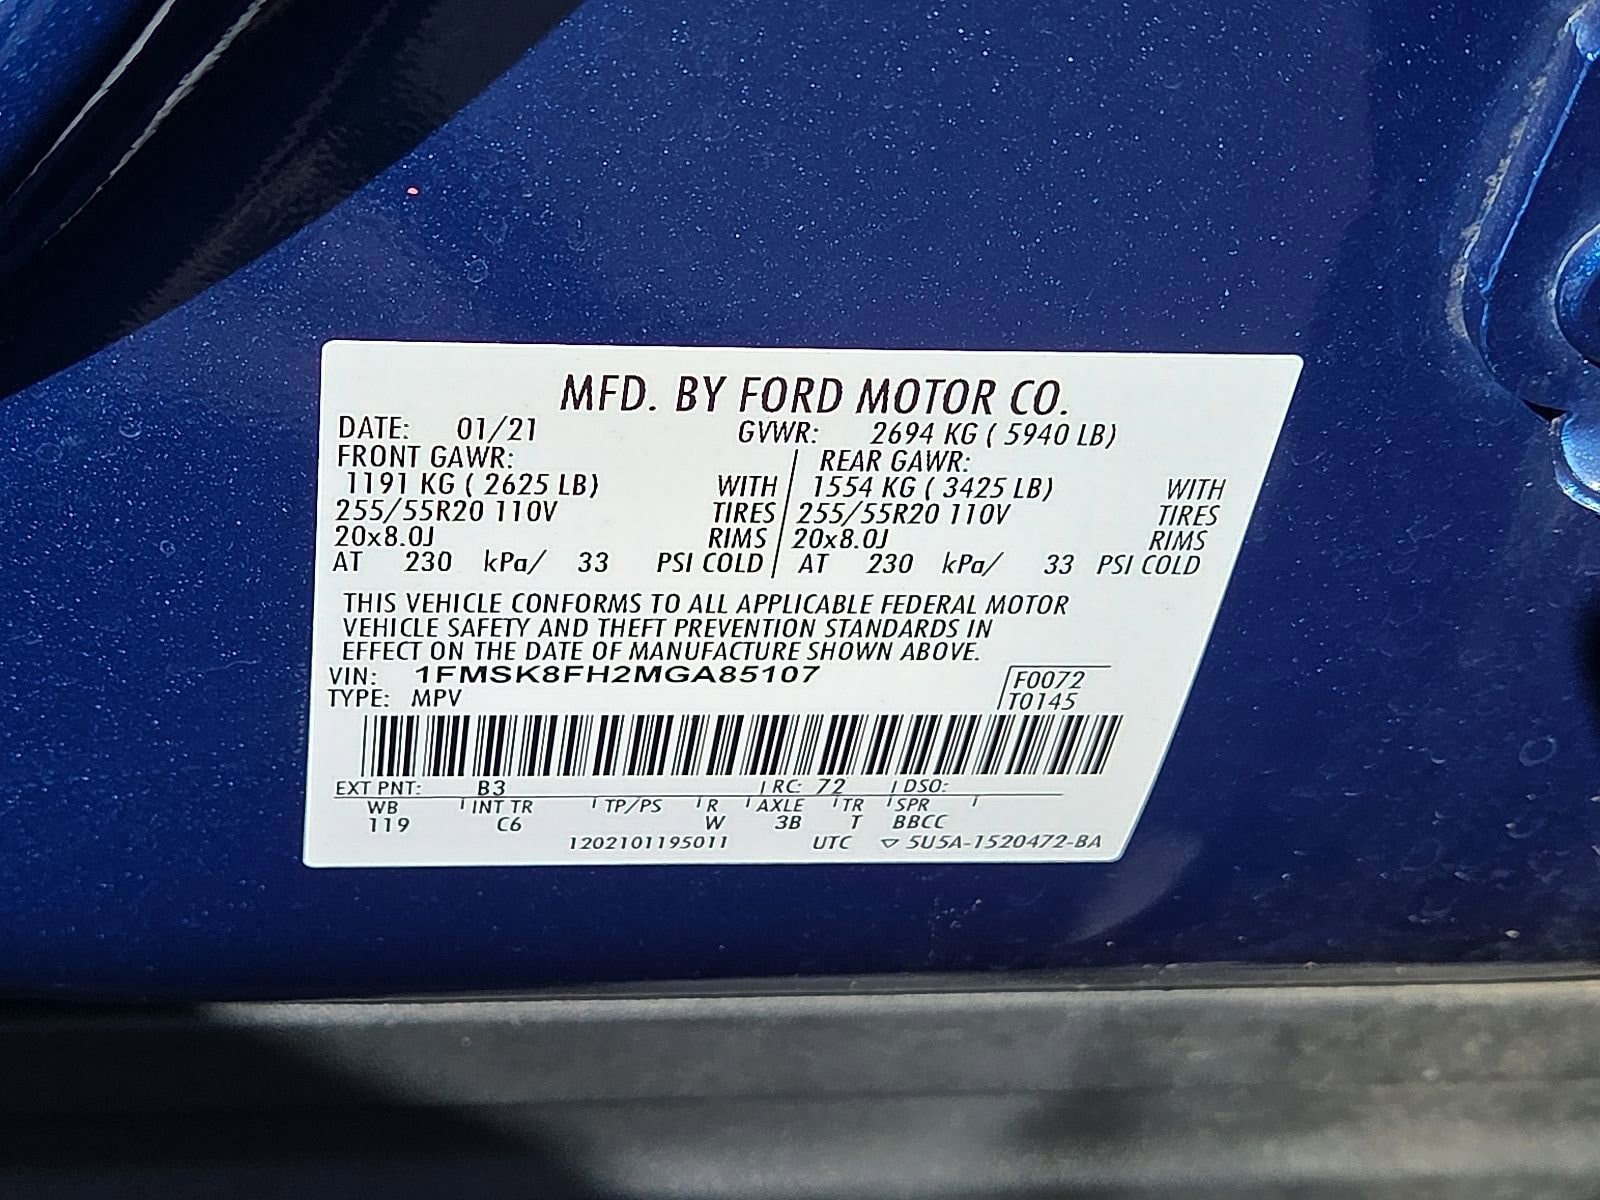 MFD. BY FORD MOTOR CO.
DATE: 01/21 GVWR: 2694 KG ( 5940 LB)
FRONT GAWR: REAR GAWR:
1191 KG ( 2625 LB) WITH 1554 KG ( 3425 LB) WITH
255/55R20 110V TIRES 255/55R20 110V TIRES
20x8.0J RIMS 20x8.0J RIMS
AT 230 kPa/ 33 PSI COLD AT 230 kPa/ 33 PSI COLD
THIS VEHICLE CONFORMS TO ALL APPLICABLE FEDERAL MOTOR
VEHICLE SAFETY AND THEFT PREVENTION STANDARDS IN
EFFECT ON THE DATE OF MANUFACTURE SHOWN ABOVE.
VIN: 1FMSK8FH2MGA85107 F0072
TYPE: MPV T0145
EXT PNT: B3 RC: 72 DSO:
WB INT TR TP/PS R AXLE TR SPR
119 C6 W 3B T BBCC
1202101195011 UTC ▽ 5U5A-1520472-BA